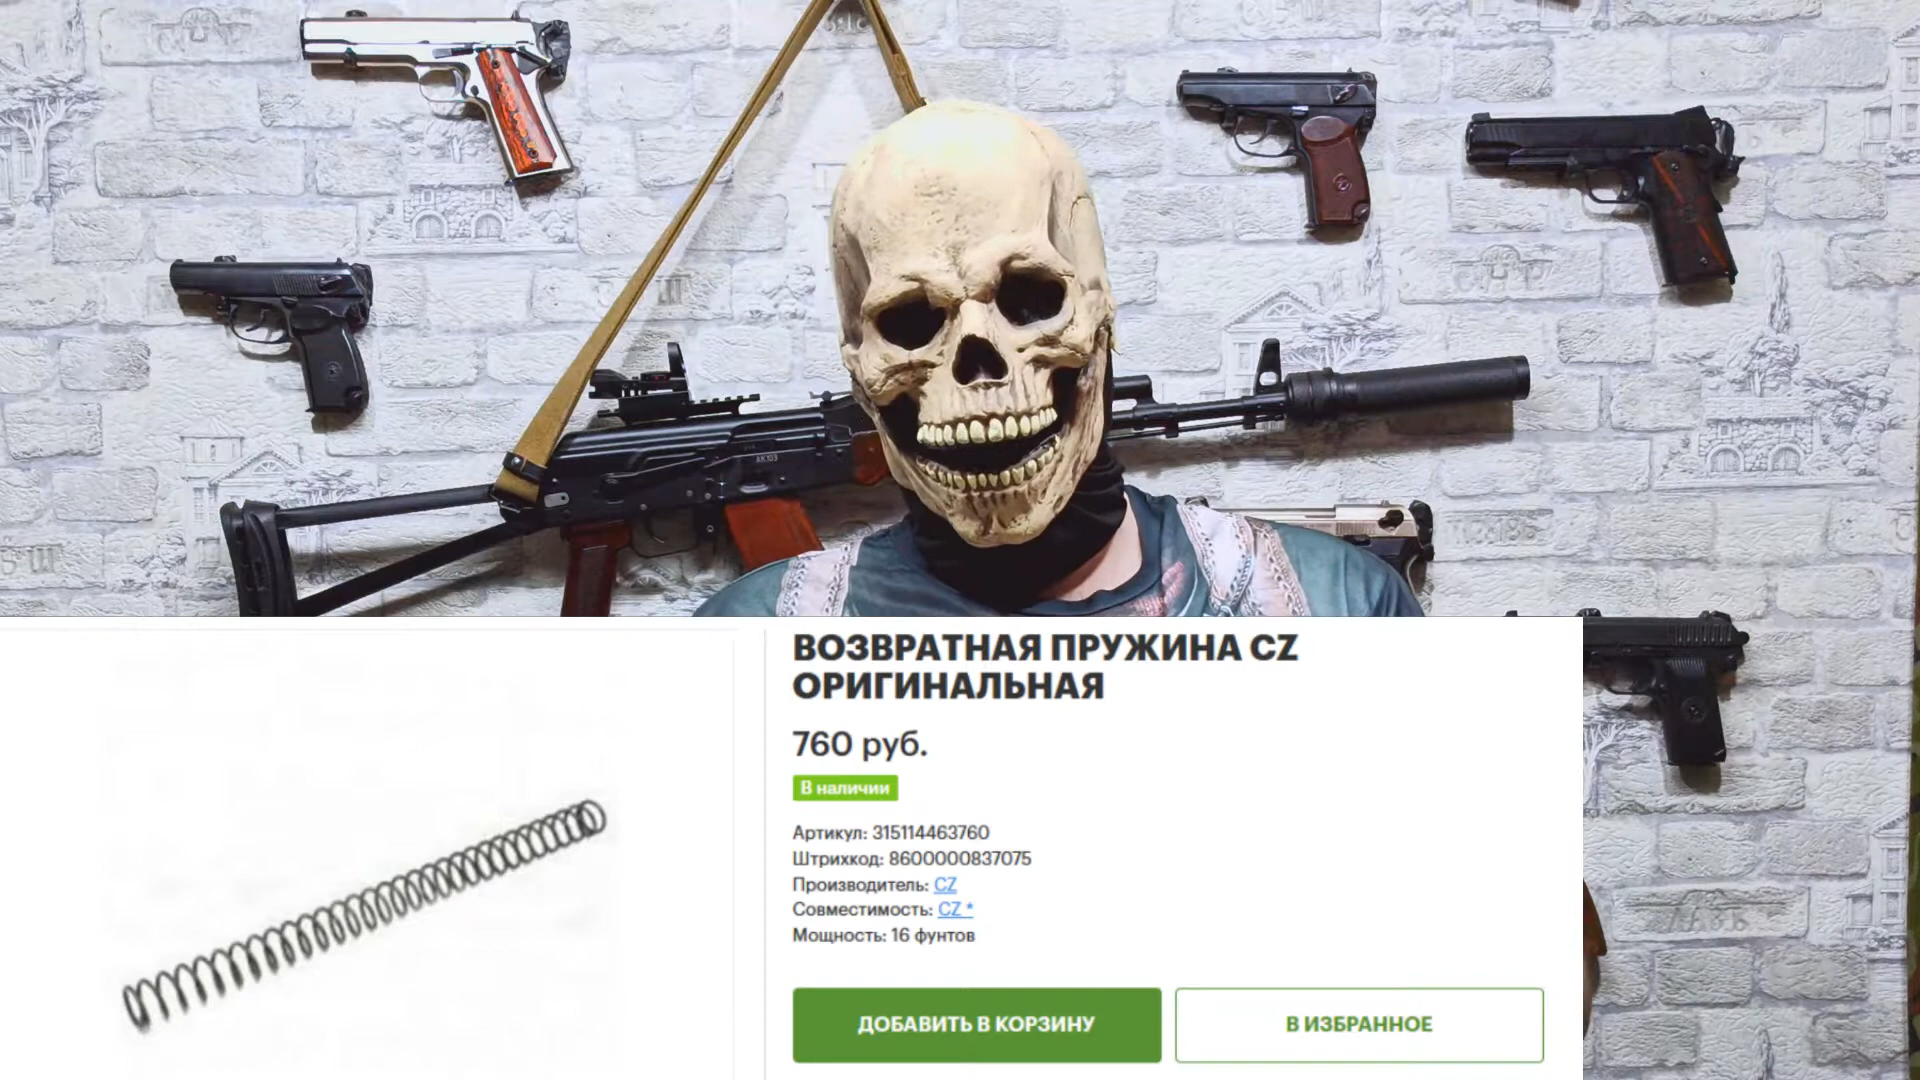 AK103
ВОЗВРАТНАЯ ПРУЖИНА CZ
ОРИГИНАЛЬНАЯ
760 руб.
В наличии
Артикул: 315114463760
Штрихкод: 8600000837075
Производитель: CZ
Совместимость: CZ *
Мощность: 16 фунтов
ДОБАВИТЬ В КОРЗИНУ
В ИЗБРАННОЕ